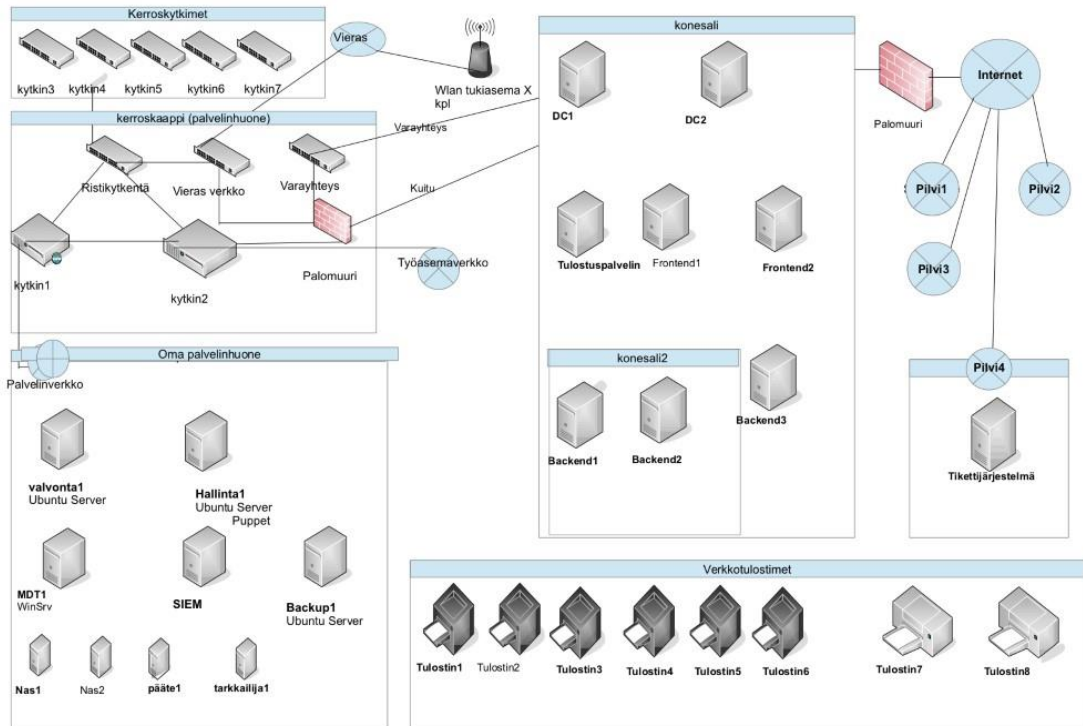 Kerroskytkimet
kytkin3
kytkin4
kytkin5
kytkin6
kytkin7
Vieras
Wlan tukiasema X
kpl
kerroskaappi (palvelinhuone)
Ristikytkentä
Vieras verkko
Varayhteys
Varayhteys
Kuitu
kytkin1
kytkin2
Palomuuri
Työasemaverkko
konesali
DC1
DC2
Tulostuspalvelin
Frontend1
Frontend2
konesali2
Backend1
Backend2
Backend3
Palomuuri
Internet
Pilvi1
Pilvi2
Pilvi3
Pilvi4
Tikettijärjestelmä
Oma palvelinhuone
Palvelinverkko
valvonta1
Ubuntu Server
Hallinta1
Ubuntu Server
Puppet
MDT1
WinSrv
SIEM
Backup1
Ubuntu Server
Nas1
Nas2
pääte1
tarkkailija1
Verkkotulostimet
Tulostin1
Tulostin2
Tulostin3
Tulostin4
Tulostin5
Tulostin6
Tulostin7
Tulostin8